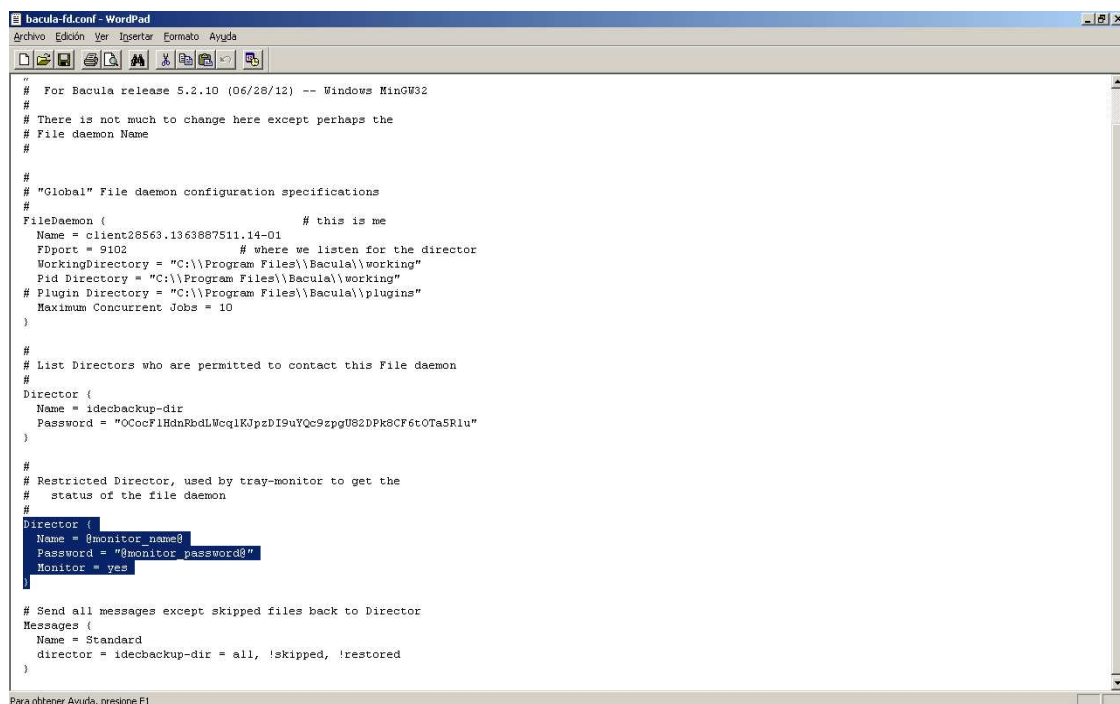 bacula-fd.conf - WordPad
Archivo Edición Ver Insertar Formato Ayuda
#  For Bacula release 5.2.10 (06/28/12) -- Windows MinGW32
#
# There is not much to change here except perhaps the
# File daemon Name
#
#
# "Global" File daemon configuration specifications
#
FileDaemon {                            # this is me
  Name = client28563.1363887511.14-01
  FDport = 9102                # where we listen for the director
  WorkingDirectory = "C:\\Program Files\\Bacula\\working"
  Pid Directory = "C:\\Program Files\\Bacula\\working"
# Plugin Directory = "C:\\Program Files\\Bacula\\plugins"
  Maximum Concurrent Jobs = 10
}
#
# List Directors who are permitted to contact this File daemon
#
Director {
  Name = idecbackup-dir
  Password = "OCocF1HdnRbdLWcq1KJpzDI9uYQc9zpgU82DPk8CF6tOTa5R1u"
}
#
# Restricted Director, used by tray-monitor to get the
#   status of the file daemon
#
Director {
  Name = @monitor_name@
  Password = "@monitor_password@"
  Monitor = yes
}
# Send all messages except skipped files back to Director
Messages {
  Name = Standard
  director = idecbackup-dir = all, !skipped, !restored
}
Para obtener Ayuda, presione F1